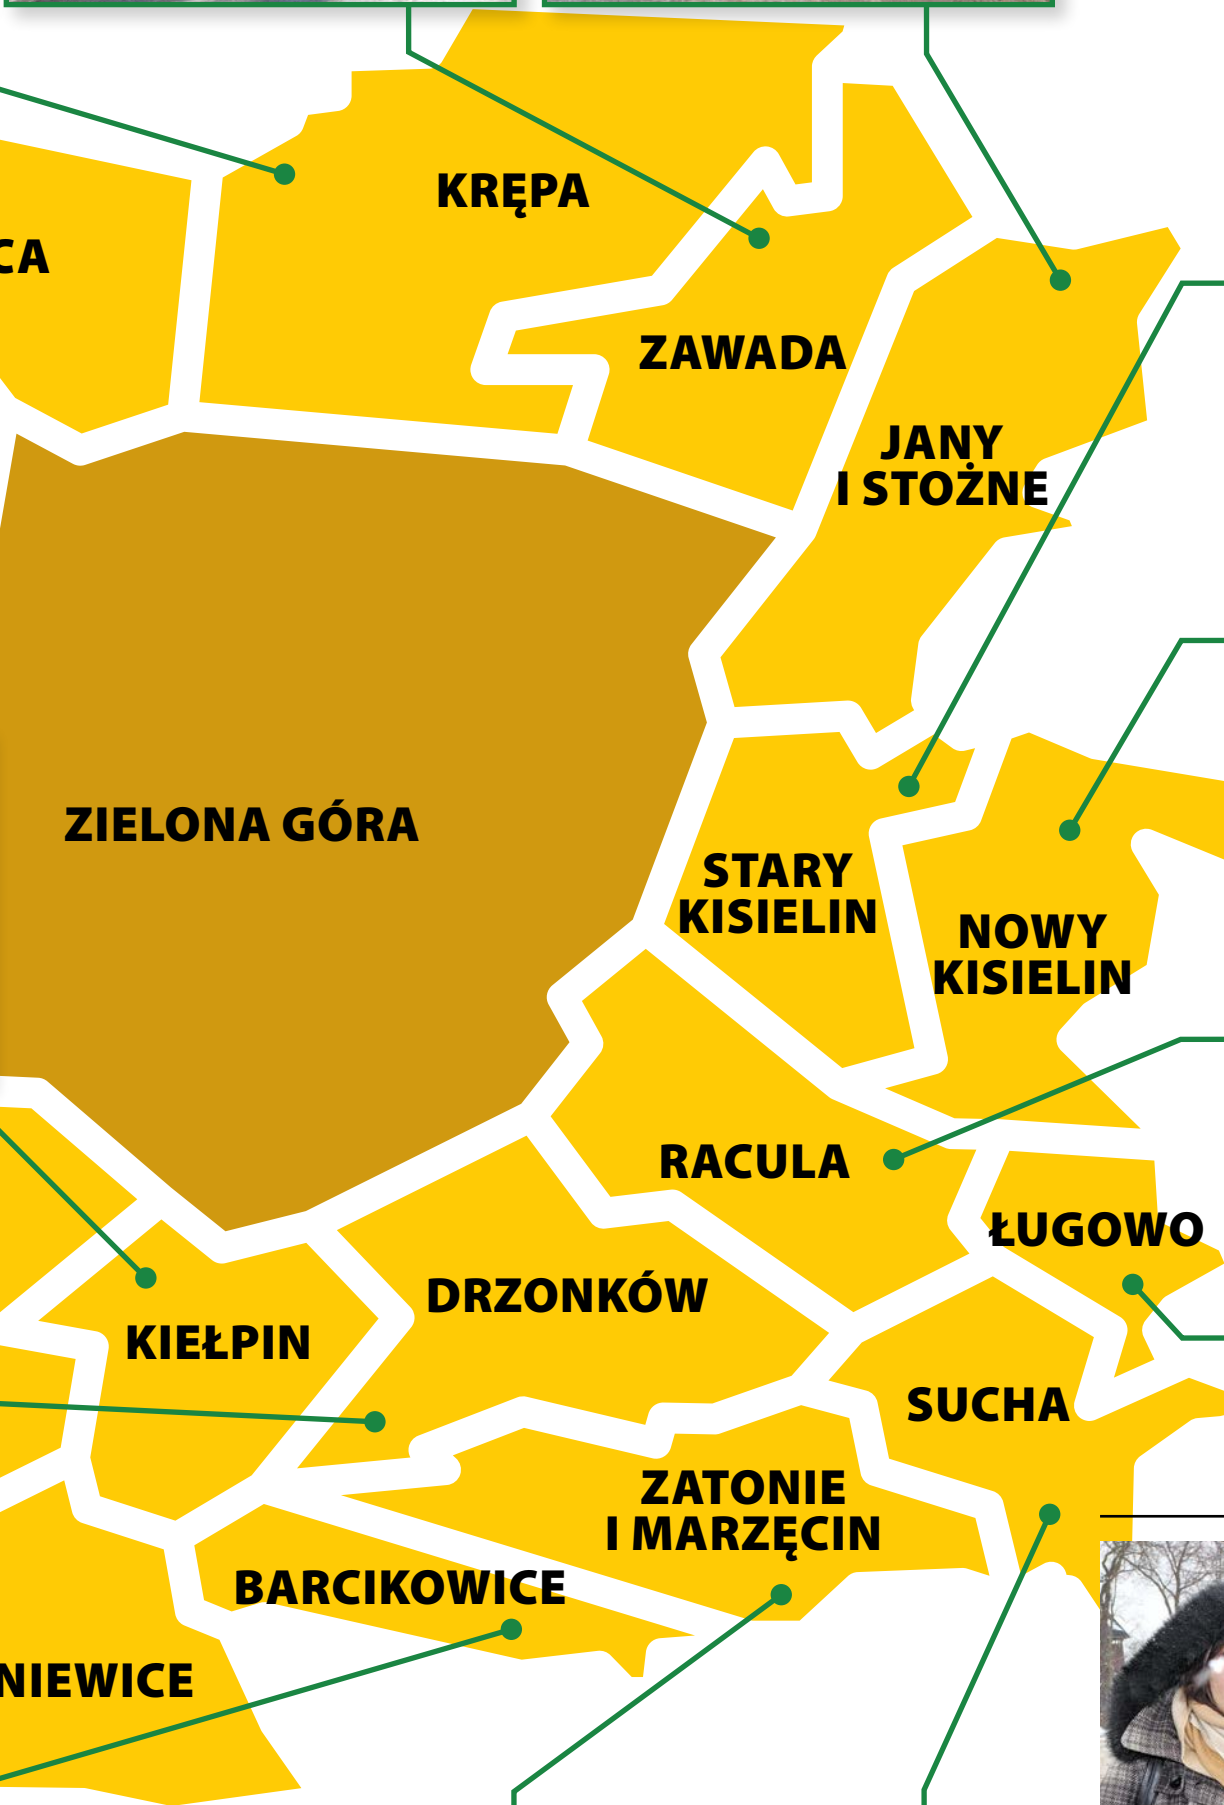 KRĘPA
CA
ZAWADA
JANY
I STOŻNE
ZIELONA GÓRA
STARY
KISIELIN
NOWY
KISIELIN
RACULA
ŁUGOWO
DRZONKÓW
KIEŁPIN
SUCHA
ZATONIE
I MARZĘCIN
BARCIKOWICE
NIEWICE